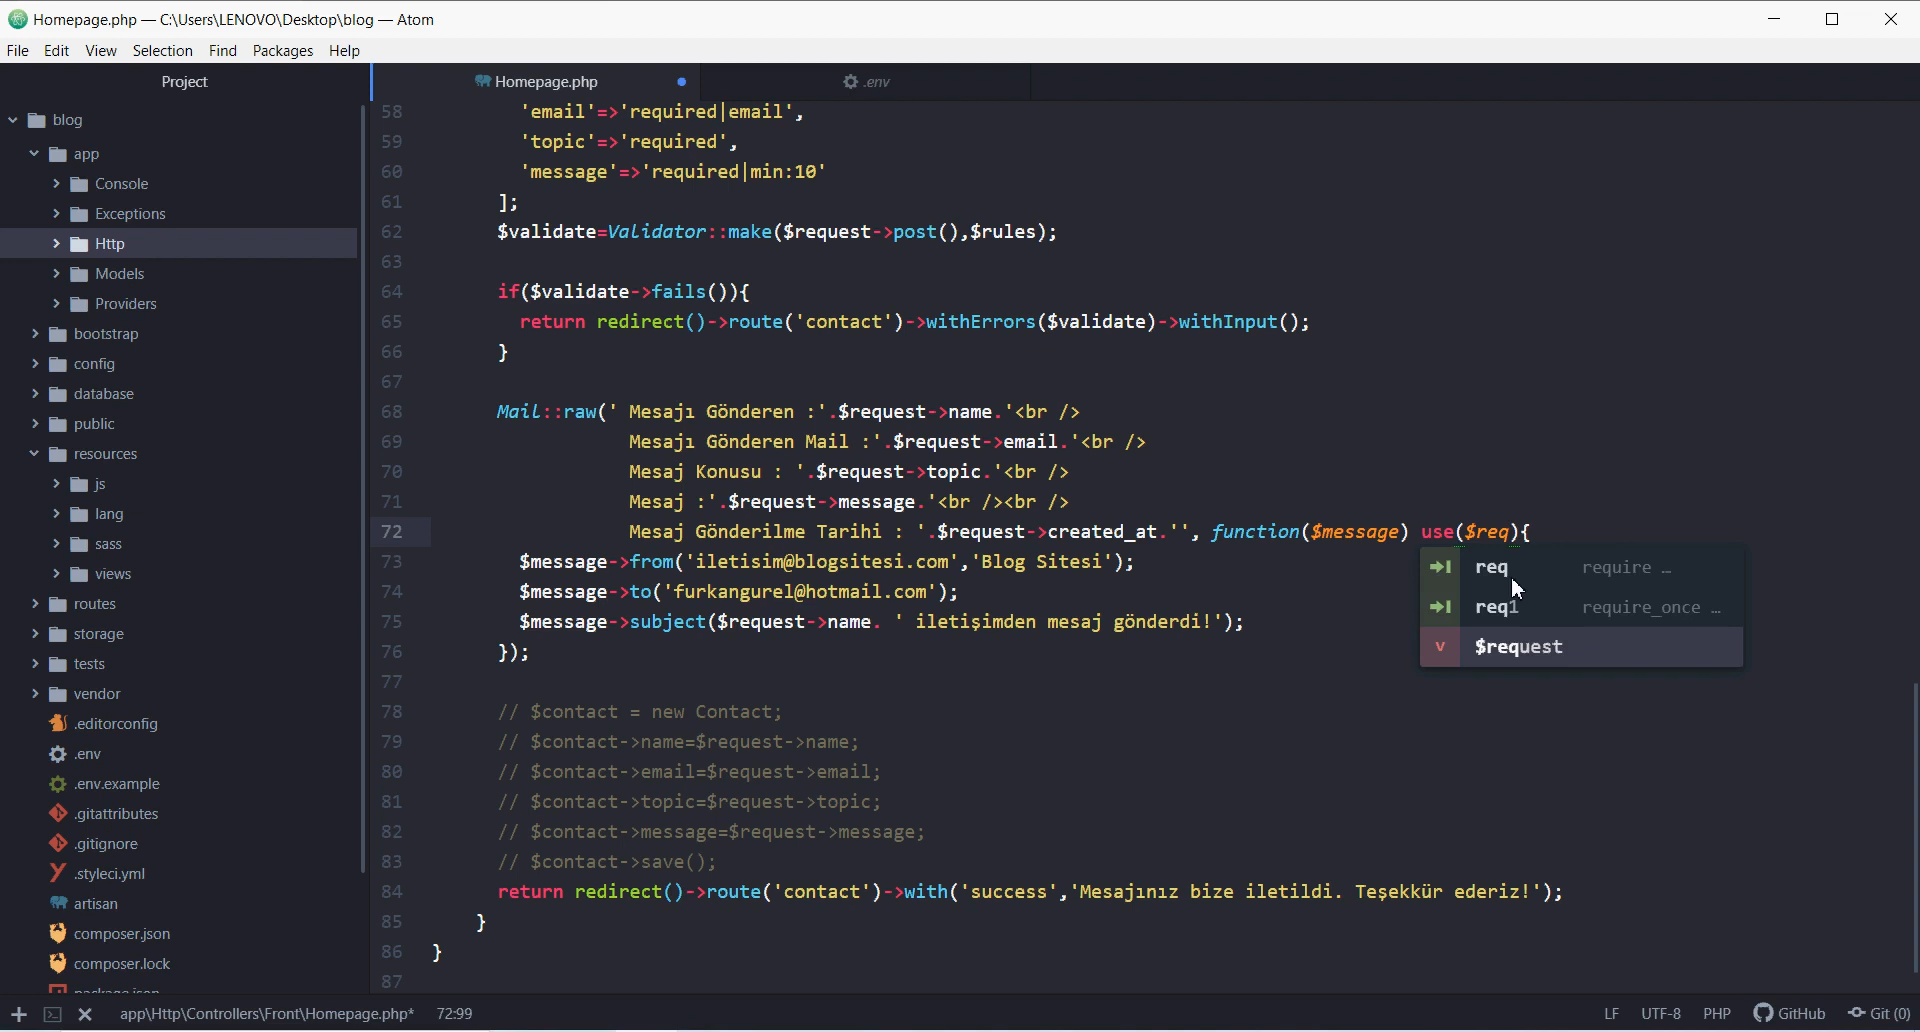 Homepage.php — C:\Users\LENOVO\Desktop\blog — Atom
File Edit View Selection Find Packages Help
Project
blog
app
Console
Exceptions
Http
Models
Providers
bootstrap
config
database
public
resources
js
lang
sass
views
routes
storage
tests
vendor
.editorconfig
.env
.env.example
.gitattributes
.gitignore
.styleci.yml
artisan
composer.json
composer.lock
package.json
Homepage.php
.env
58 'email'=>'required|email',
59 'topic'=>'required',
60 'message'=>'required|min:10'
61 ];
62 $validate=Validator::make($request->post(),$rules);
63
64 if($validate->fails()){
65 return redirect()->route('contact')->withErrors($validate)->withInput();
66 }
67
68 Mail::raw(' Mesajı Gönderen :'.$request->name.'<br />
69 Mesajı Gönderen Mail :'.$request->email.'<br />
70 Mesaj Konusu : '.$request->topic.'<br />
71 Mesaj :'.$request->message.'<br /><br />
72 Mesaj Gönderilme Tarihi : '.$request->created_at.'', function($message) use($req){
73 $message->from('iletisim@blogsitesi.com','Blog Sitesi');
74 $message->to('furkangurel@hotmail.com');
75 $message->subject($request->name. ' iletişimden mesaj gönderdi!');
76 });
77
78 // $contact = new Contact;
79 // $contact->name=$request->name;
80 // $contact->email=$request->email;
81 // $contact->topic=$request->topic;
82 // $contact->message=$request->message;
83 // $contact->save();
84 return redirect()->route('contact')->with('success','Mesajınız bize iletildi. Teşekkür ederiz!');
85 }
86 }
87
req require …
req1 require_once …
v $request
app\Http\Controllers\Front\Homepage.php* 72:99
LF UTF-8 PHP GitHub Git (0)